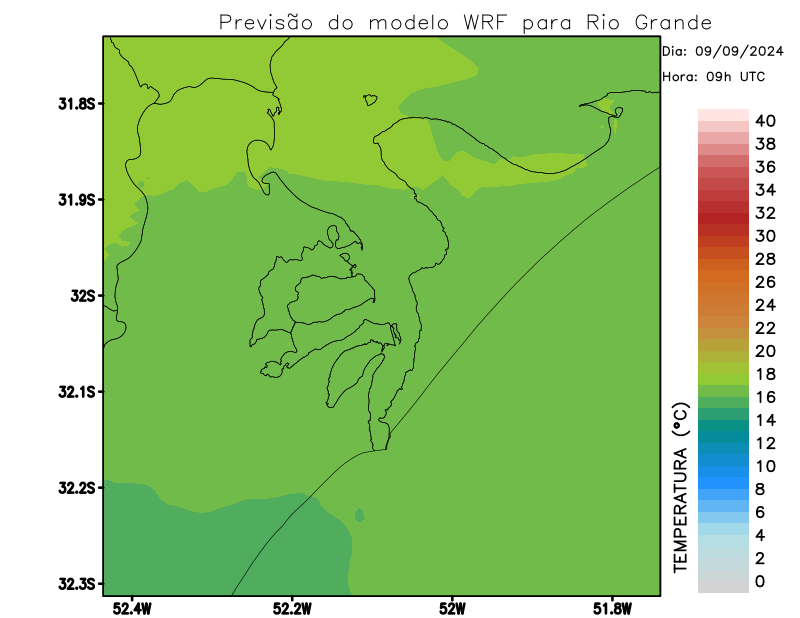 Previsão do modelo WRF para Rio Grande
Dia: 09/09/2024
Hora: 09h UTC
31.8S
31.9S
32S
32.1S
32.2S
32.3S
52.4W
52.2W
52W
51.8W
TEMPERATURA (°C)
40
38
36
34
32
30
28
26
24
22
20
18
16
14
12
10
8
6
4
2
0